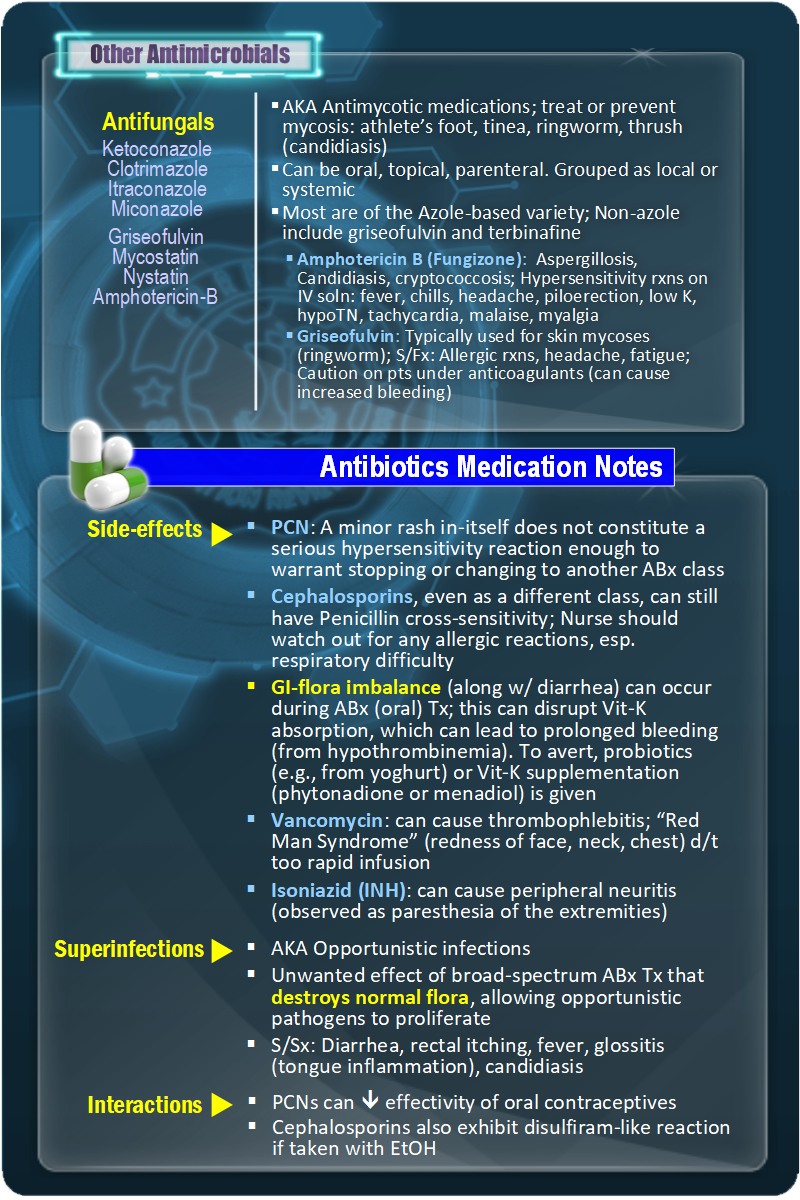 Other Antimicrobials
Antifungals
Ketoconazole
Clotrimazole
Itraconazole
Miconazole
Griseofulvin
Mycostatin
Nystatin
Amphotericin-B
▪ AKA Antimycotic medications; treat or prevent
mycosis: athlete's foot, tinea, ringworm, thrush
(candidiasis)
▪ Can be oral, topical, parenteral. Grouped as local or
systemic
▪ Most are of the Azole-based variety; Non-azole
include griseofulvin and terbinafine
▪ Amphotericin B (Fungizone): Aspergillosis,
Candidiasis, cryptococcosis; Hypersensitivity rxns on
IV soln: fever, chills, headache, piloerection, low K,
hypoTN, tachycardia, malaise, myalgia
▪ Griseofulvin: Typically used for skin mycoses
(ringworm); S/Fx: Allergic rxns, headache, fatigue;
Caution on pts under anticoagulants (can cause
increased bleeding)
Antibiotics Medication Notes
Side-effects
▪ PCN: A minor rash in-itself does not constitute a
serious hypersensitivity reaction enough to
warrant stopping or changing to another ABx class
▪ Cephalosporins, even as a different class, can still
have Penicillin cross-sensitivity; Nurse should
watch out for any allergic reactions, esp.
respiratory difficulty
▪ GI-flora imbalance (along w/ diarrhea) can occur
during ABx (oral) Tx; this can disrupt Vit-K
absorption, which can lead to prolonged bleeding
(from hypothrombinemia). To avert, probiotics
(e.g., from yoghurt) or Vit-K supplementation
(phytonadione or menadiol) is given
▪ Vancomycin: can cause thrombophlebitis; “Red
Man Syndrome” (redness of face, neck, chest) d/t
too rapid infusion
▪ Isoniazid (INH): can cause peripheral neuritis
(observed as paresthesia of the extremities)
Superinfections
▪ AKA Opportunistic infections
▪ Unwanted effect of broad-spectrum ABx Tx that
destroys normal flora, allowing opportunistic
pathogens to proliferate
▪ S/Sx: Diarrhea, rectal itching, fever, glossitis
(tongue inflammation), candidiasis
Interactions
▪ PCNs can ↓ effectivity of oral contraceptives
▪ Cephalosporins also exhibit disulfiram-like reaction
if taken with EtOH